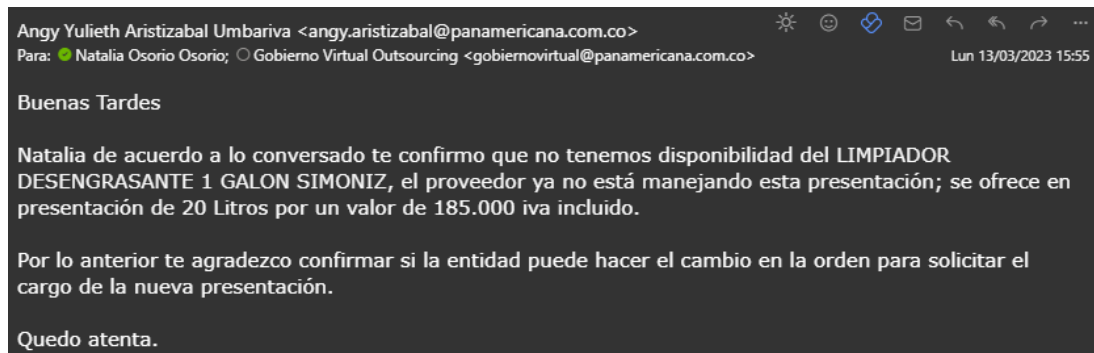 Angy Yulieth Aristizabal Umbariva <angy.aristizabal@panamericana.com.co>
Para: Natalia Osorio Osorio; Gobierno Virtual Outsourcing <gobiernovirtual@panamericana.com.co>
Lun 13/03/2023 15:55
Buenas Tardes
Natalia de acuerdo a lo conversado te confirmo que no tenemos disponibilidad del LIMPIADOR
DESENGRASANTE 1 GALON SIMONIZ, el proveedor ya no está manejando esta presentación; se ofrece en
presentación de 20 Litros por un valor de 185.000 iva incluido.
Por lo anterior te agradezco confirmar si la entidad puede hacer el cambio en la orden para solicitar el
cargo de la nueva presentación.
Quedo atenta.